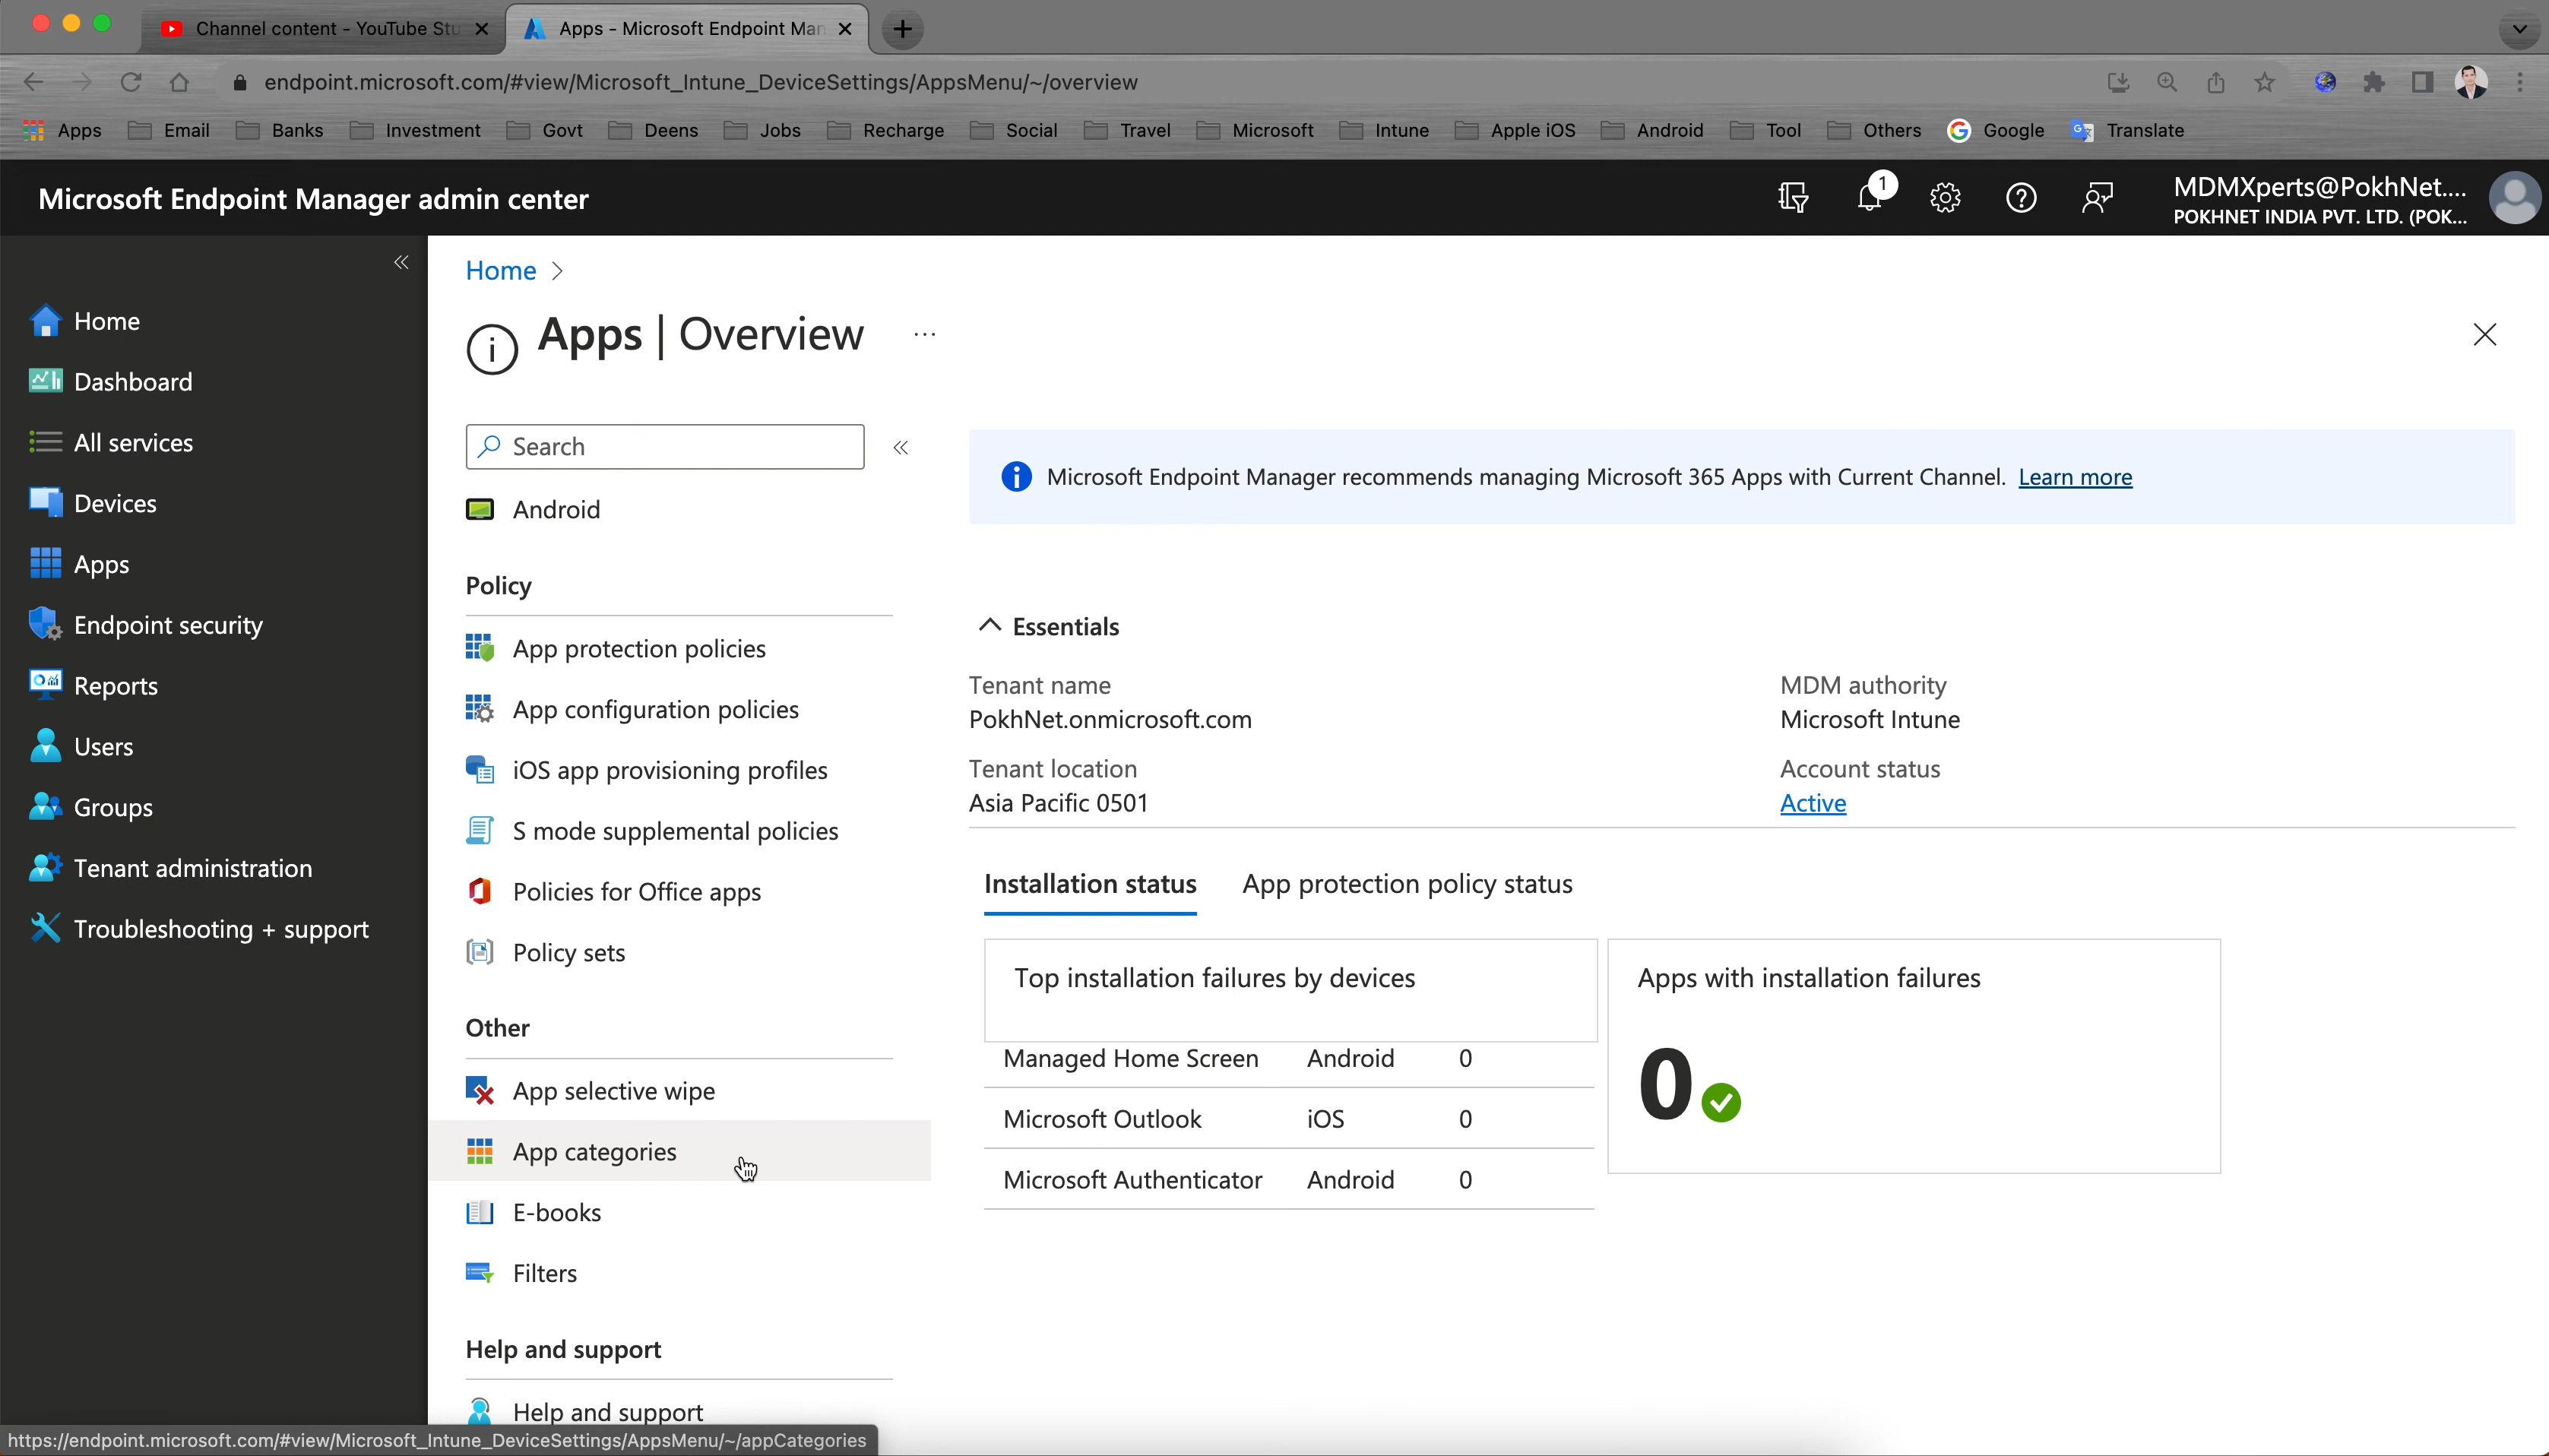 Channel content - YouTube Stu
Apps - Microsoft Endpoint Man
endpoint.microsoft.com/#view/Microsoft_Intune_DeviceSettings/AppsMenu/~/overview
Apps
Email
Banks
Investment
Govt
Deens
Jobs
Recharge
Social
Travel
Microsoft
Intune
Apple iOS
Android
Tool
Others
Google
Translate
Microsoft Endpoint Manager admin center
1
MDMXperts@PokhNet....
POKHNET INDIA PVT. LTD. (POK...
Home
Dashboard
All services
Devices
Apps
Endpoint security
Reports
Users
Groups
Tenant administration
Troubleshooting + support
Home
Apps | Overview
...
Search
Android
Policy
App protection policies
App configuration policies
iOS app provisioning profiles
S mode supplemental policies
Policies for Office apps
Policy sets
Other
App selective wipe
App categories
E-books
Filters
Help and support
Help and support
Microsoft Endpoint Manager recommends managing Microsoft 365 Apps with Current Channel. Learn more
Essentials
Tenant name
PokhNet.onmicrosoft.com
Tenant location
Asia Pacific 0501
MDM authority
Microsoft Intune
Account status
Active
Installation status
App protection policy status
Top installation failures by devices
Managed Home Screen Android 0
Microsoft Outlook iOS 0
Microsoft Authenticator Android 0
Apps with installation failures
0
https://endpoint.microsoft.com/#view/Microsoft_Intune_DeviceSettings/AppsMenu/~/appCategories